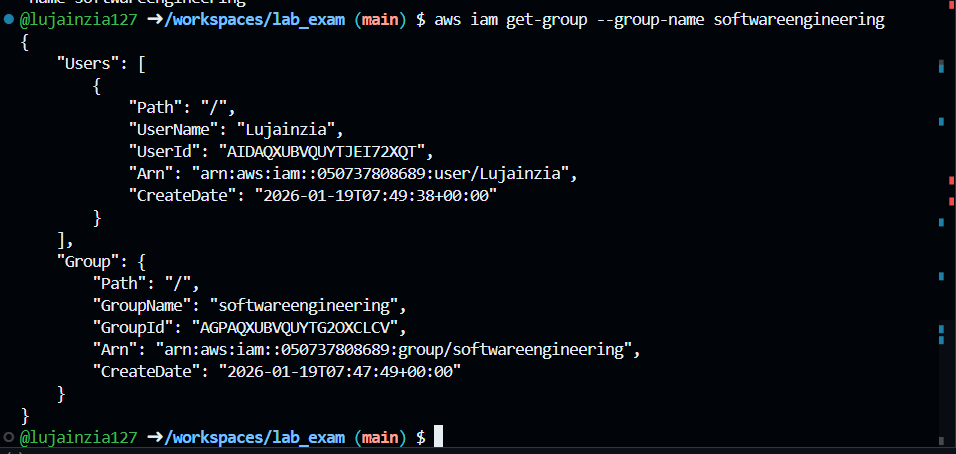 @lujainzia127 ➜/workspaces/lab_exam (main) $ aws iam get-group --group-name softwareengineering
{
    "Users": [
        {
            "Path": "/",
            "UserName": "Lujainzia",
            "UserId": "AIDAQXUBVQUYTJEI72XQT",
            "Arn": "arn:aws:iam::050737808689:user/Lujainzia",
            "CreateDate": "2026-01-19T07:49:38+00:00"
        }
    ],
    "Group": {
        "Path": "/",
        "GroupName": "softwareengineering",
        "GroupId": "AGPAQXUBVQUYTG2OXCLCV",
        "Arn": "arn:aws:iam::050737808689:group/softwareengineering",
        "CreateDate": "2026-01-19T07:47:49+00:00"
    }
}
@lujainzia127 ➜/workspaces/lab_exam (main) $